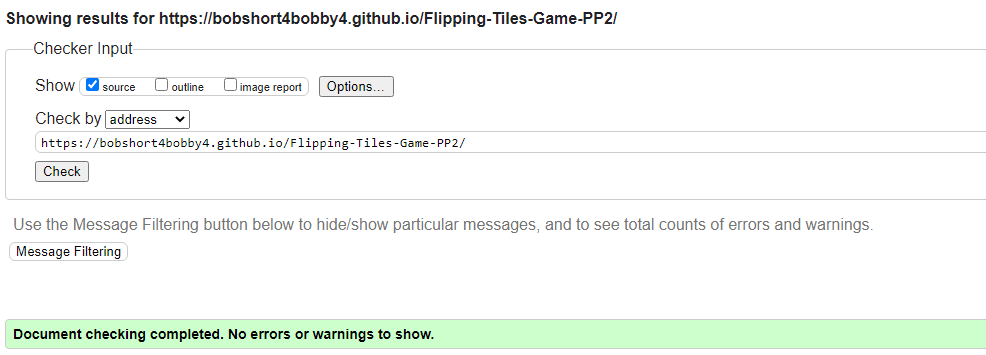 Showing results for https://bobshort4bobby4.github.io/Flipping-Tiles-Game-PP2/
Checker Input
Show source outline image report Options...
Check by address
https://bobshort4bobby4.github.io/Flipping-Tiles-Game-PP2/
Check
Use the Message Filtering button below to hide/show particular messages, and to see total counts of errors and warnings.
Message Filtering
Document checking completed. No errors or warnings to show.